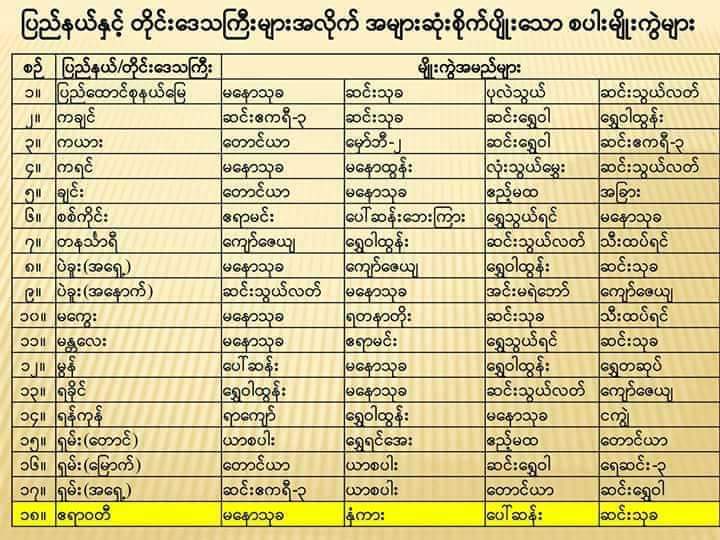 ပြည်နယ်နှင့် တိုင်းဒေသကြီးများအလိုက် အများဆုံးစိုက်ပျိုးသော စပါးမျိုးကွဲများ
စဉ် ပြည်နယ်/တိုင်းဒေသကြီး မျိုးကွဲအမည်များ
၁။ ပြည်ထောင်စုနယ်မြေ မနောသုခ ဆင်းသုခ ပုလဲသွယ် ဆင်းသွယ်လတ်
၂။ ကချင် ဆင်းဧကရီ-၃ ဆင်းသုခ ဆင်းရွှေဝါ ရွှေဝါထွန်း
၃။ ကယား တောင်ယာ မှော်ဘီ-၂ ဆင်းရွှေဝါ ဆင်းဧကရီ-၃
၄။ ကရင် မနောသုခ မနောထွန်း လုံးသွယ်မွှေး ဆင်းသွယ်လတ်
၅။ ချင်း တောင်ယာ မနောသုခ ဧည့်မထ အခြား
၆။ စစ်ကိုင်း ဧရာမင်း ပေါ်ဆန်းဘေးကြား ရွှေသွယ်ရင် မနောသုခ
၇။ တနင်္သာရီ ကျော်ဇေယျ ရွှေဝါထွန်း ဆင်းသွယ်လတ် သီးထပ်ရင်
၈။ ပဲခူး(အရှေ့) မနောသုခ ကျော်ဇေယျ ရွှေဝါထွန်း ဆင်းသုခ
၉။ ပဲခူး(အနောက်) ဆင်းသွယ်လတ် မနောသုခ အင်းမရဲဘော် ကျော်ဇေယျ
၁၀။ မကွေး မနောသုခ ရတနာတိုး ဆင်းသုခ သီးထပ်ရင်
၁၁။ မန္တလေး မနောသုခ ဧရာမင်း ရွှေသွယ်ရင် ဆင်းသုခ
၁၂။ မွန် ပေါ်ဆန်း မနောသုခ ရွှေဝါထွန်း ရွှေတဆုပ်
၁၃။ ရခိုင် ရွှေဝါထွန်း မနောသုခ ဆင်းသွယ်လတ် ကျော်ဇေယျ
၁၄။ ရန်ကုန် ရာကျော် ရွှေဝါထွန်း မနောသုခ ငကျွဲ
၁၅။ ရှမ်း(တောင်) ယာစပါး ရွှေရင်အေး ဧည့်မထ တောင်ယာ
၁၆။ ရှမ်း(မြောက်) တောင်ယာ ယာစပါး ဆင်းရွှေဝါ ရေဆင်း-၃
၁၇။ ရှမ်း(အရှေ့) ဆင်းဧကရီ-၃ ယာစပါး တောင်ယာ ဆင်းရွှေဝါ
၁၈။ ဧရာဝတီ မနောသုခ နှံကား ပေါ်ဆန်း ဆင်းသုခ